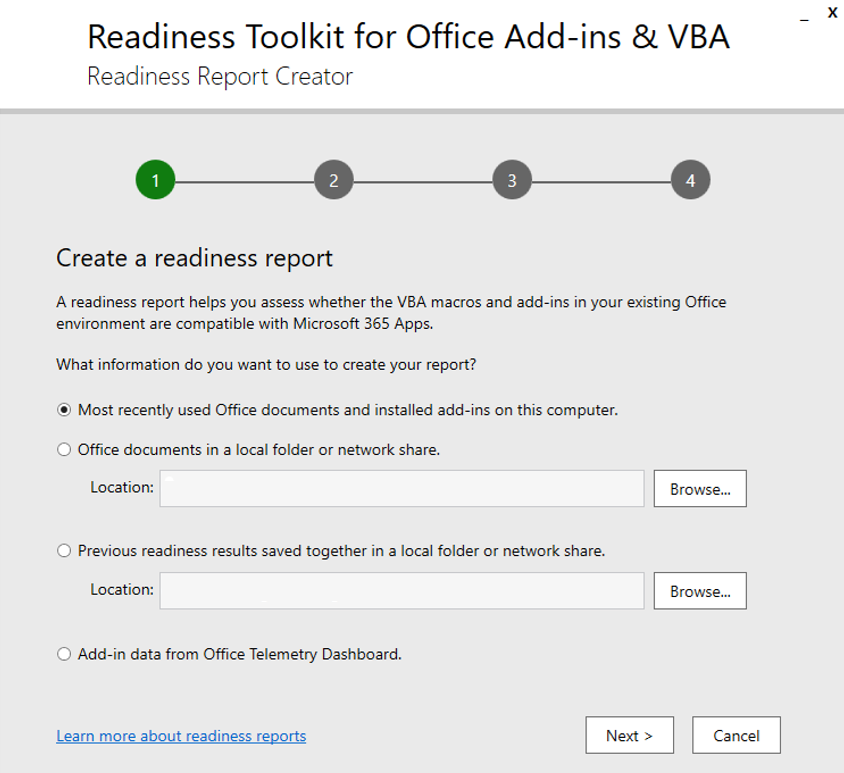 _ X
Readiness Toolkit for Office Add-ins & VBA
Readiness Report Creator
1 2 3 4
Create a readiness report
A readiness report helps you assess whether the VBA macros and add-ins in your existing Office
environment are compatible with Microsoft 365 Apps.
What information do you want to use to create your report?
Most recently used Office documents and installed add-ins on this computer.
Office documents in a local folder or network share.
Location: Browse...
Previous readiness results saved together in a local folder or network share.
Location: Browse...
Add-in data from Office Telemetry Dashboard.
Learn more about readiness reports Next > Cancel